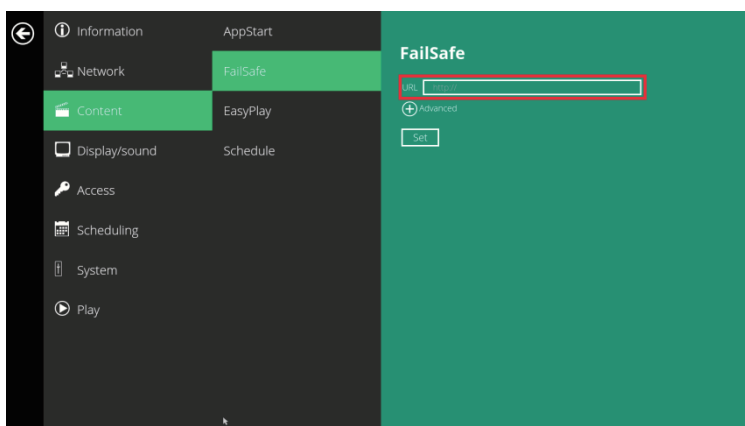 Information
Network
Content
Display/sound
Access
Scheduling
System
Play
AppStart
FailSafe
EasyPlay
Schedule
FailSafe
URL http://
Advanced
Set